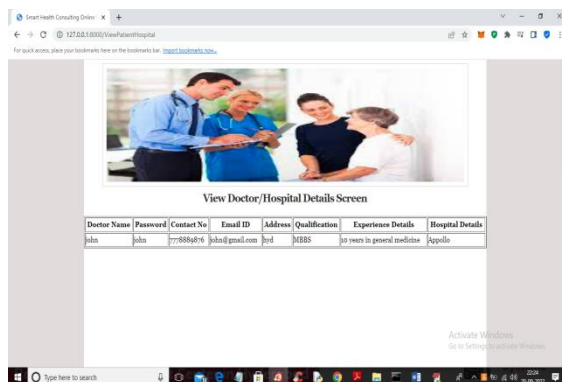 Smart Health Consulting Online
127.0.0.1:8000/ViewPatientHospital
For quick access, place your bookmarks here on the bookmarks bar. Import bookmarks now...
View Doctor/Hospital Details Screen
Doctor Name Password Contact No Email ID Address Qualification Experience Details Hospital Details
john john 7778889876 john@gmail.com hyd MBBS 10 years in general medicine Appollo
Activate Windows
Go to Settings to activate Windows.
Type here to search
22:24